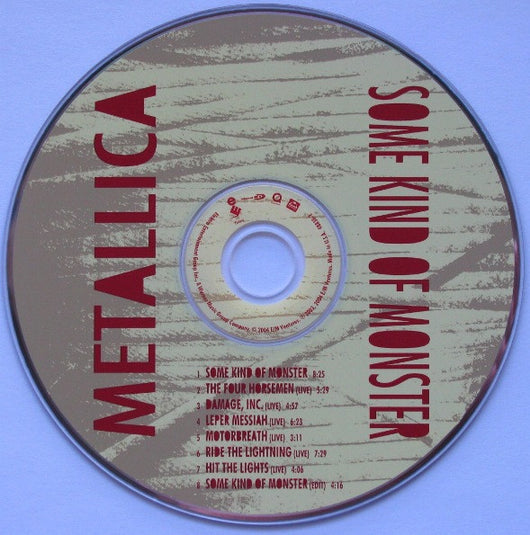 METALLICA
SOME KIND OF MONSTER
1 SOME KIND OF MONSTER 8:25
2 THE FOUR HORSEMEN (LIVE) 5:29
3 DAMAGE, INC. (LIVE) 4:57
4 LEPER MESSIAH (LIVE) 6:23
5 MOTORBREATH (LIVE) 3:11
6 RIDE THE LIGHTNING (LIVE) 7:29
7 HIT THE LIGHTS (LIVE) 4:06
8 SOME KIND OF MONSTER (EDIT) 4:16